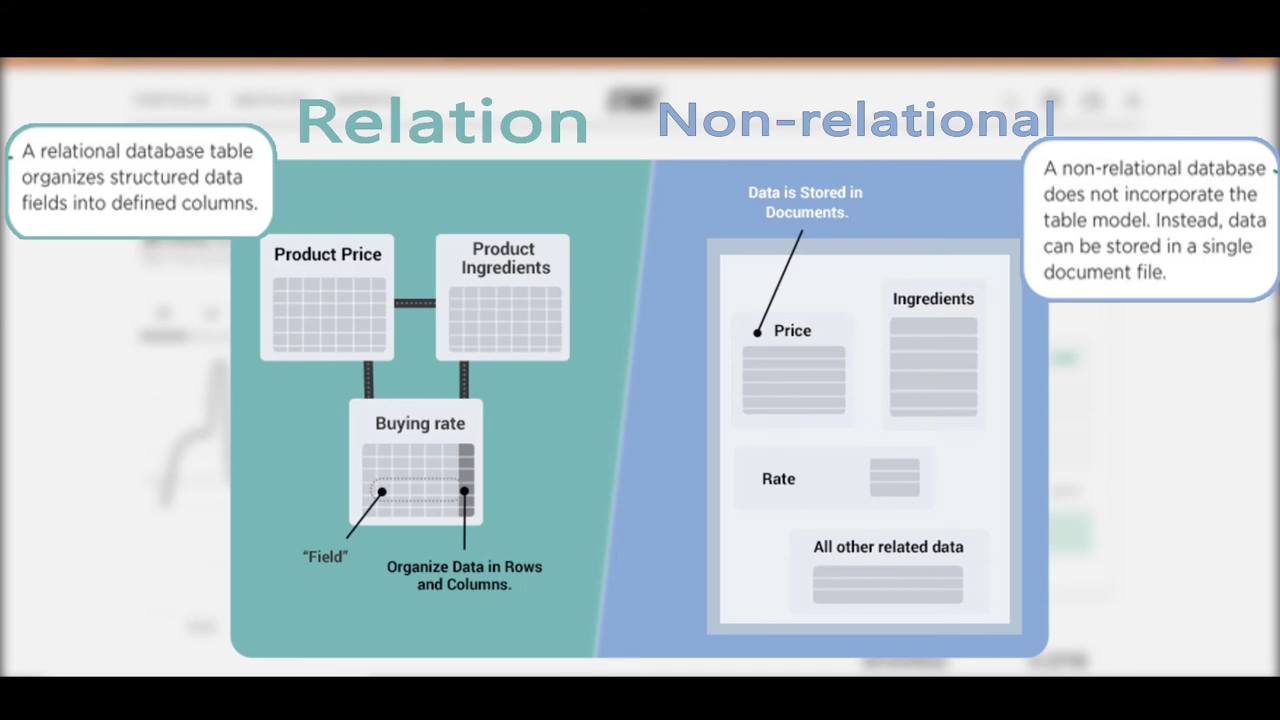 Relation
Non-relational
A relational database table
organizes structured data
fields into defined columns.
A non-relational database
does not incorporate the
table model. Instead, data
can be stored in a single
document file.
Product Price
Product
Ingredients
Buying rate
“Field”
Organize Data in Rows
and Columns.
Data is Stored in
Documents.
Price
Ingredients
Rate
All other related data